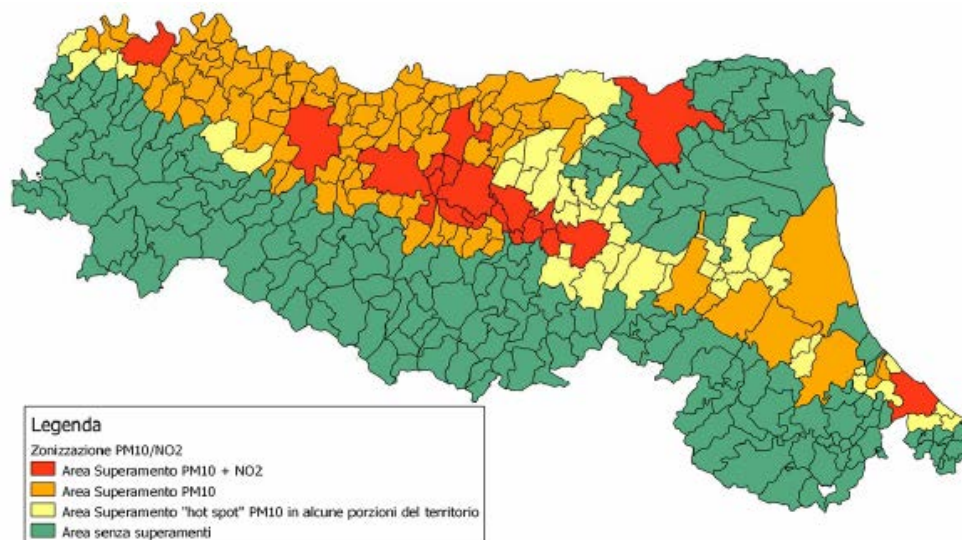 Legenda
Zonizzazione PM10/NO2
Area Superamento PM10 + NO2
Area Superamento PM10
Area Superamento "hot spot" PM10 in alcune porzioni del territorio
Area senza superamenti